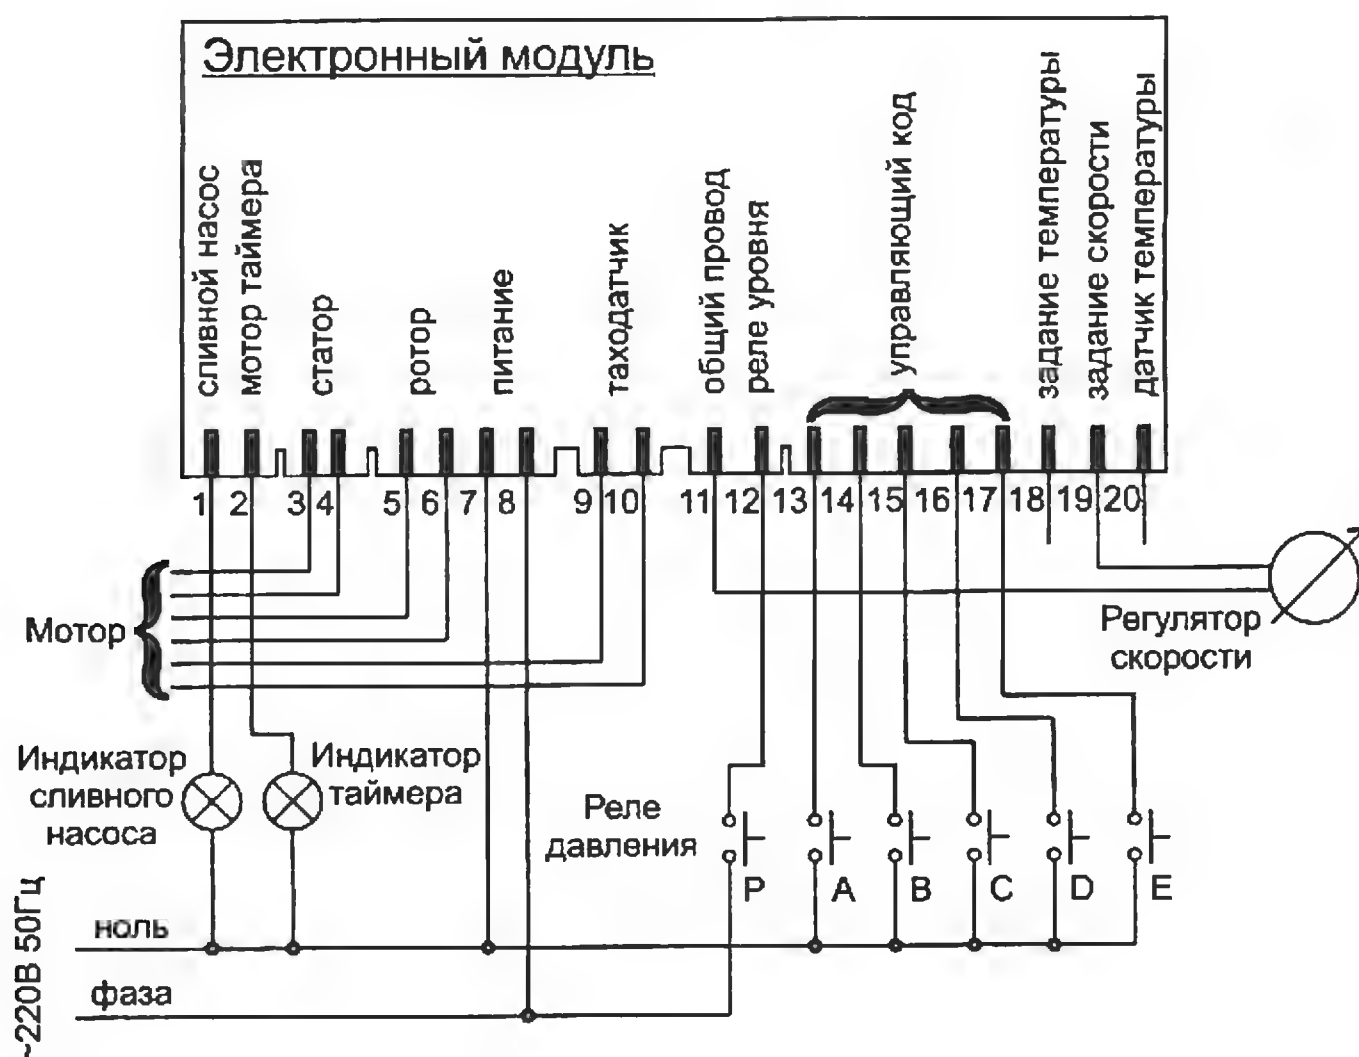 Электронный модуль
сливной насос
мотор таймера
статор
ротор
питание
таходатчик
общий провод
реле уровня
управляющий код
задание температуры
задание скорости
датчик температуры
1 2 3 4 5 6 7 8 9 10 11 12 13 14 15 16 17 18 19 20
Мотор
Регулятор
скорости
Индикатор
сливного
насоса
Индикатор
таймера
Реле
давления
P A B C D E
~220В 50Гц
ноль
фаза